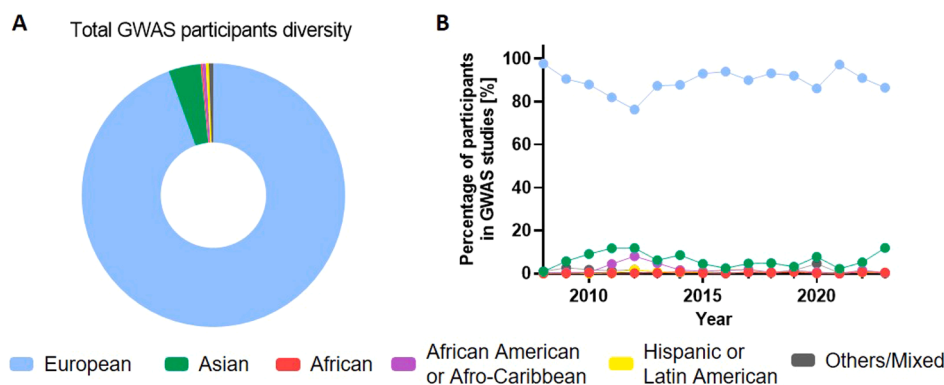 A
Total GWAS participants diversity
B
Percentage of participants
in GWAS studies [%]
100
80
60
40
20
0
2010
2015
2020
Year
European
Asian
African
African American
or Afro-Caribbean
Hispanic or
Latin American
Others/Mixed